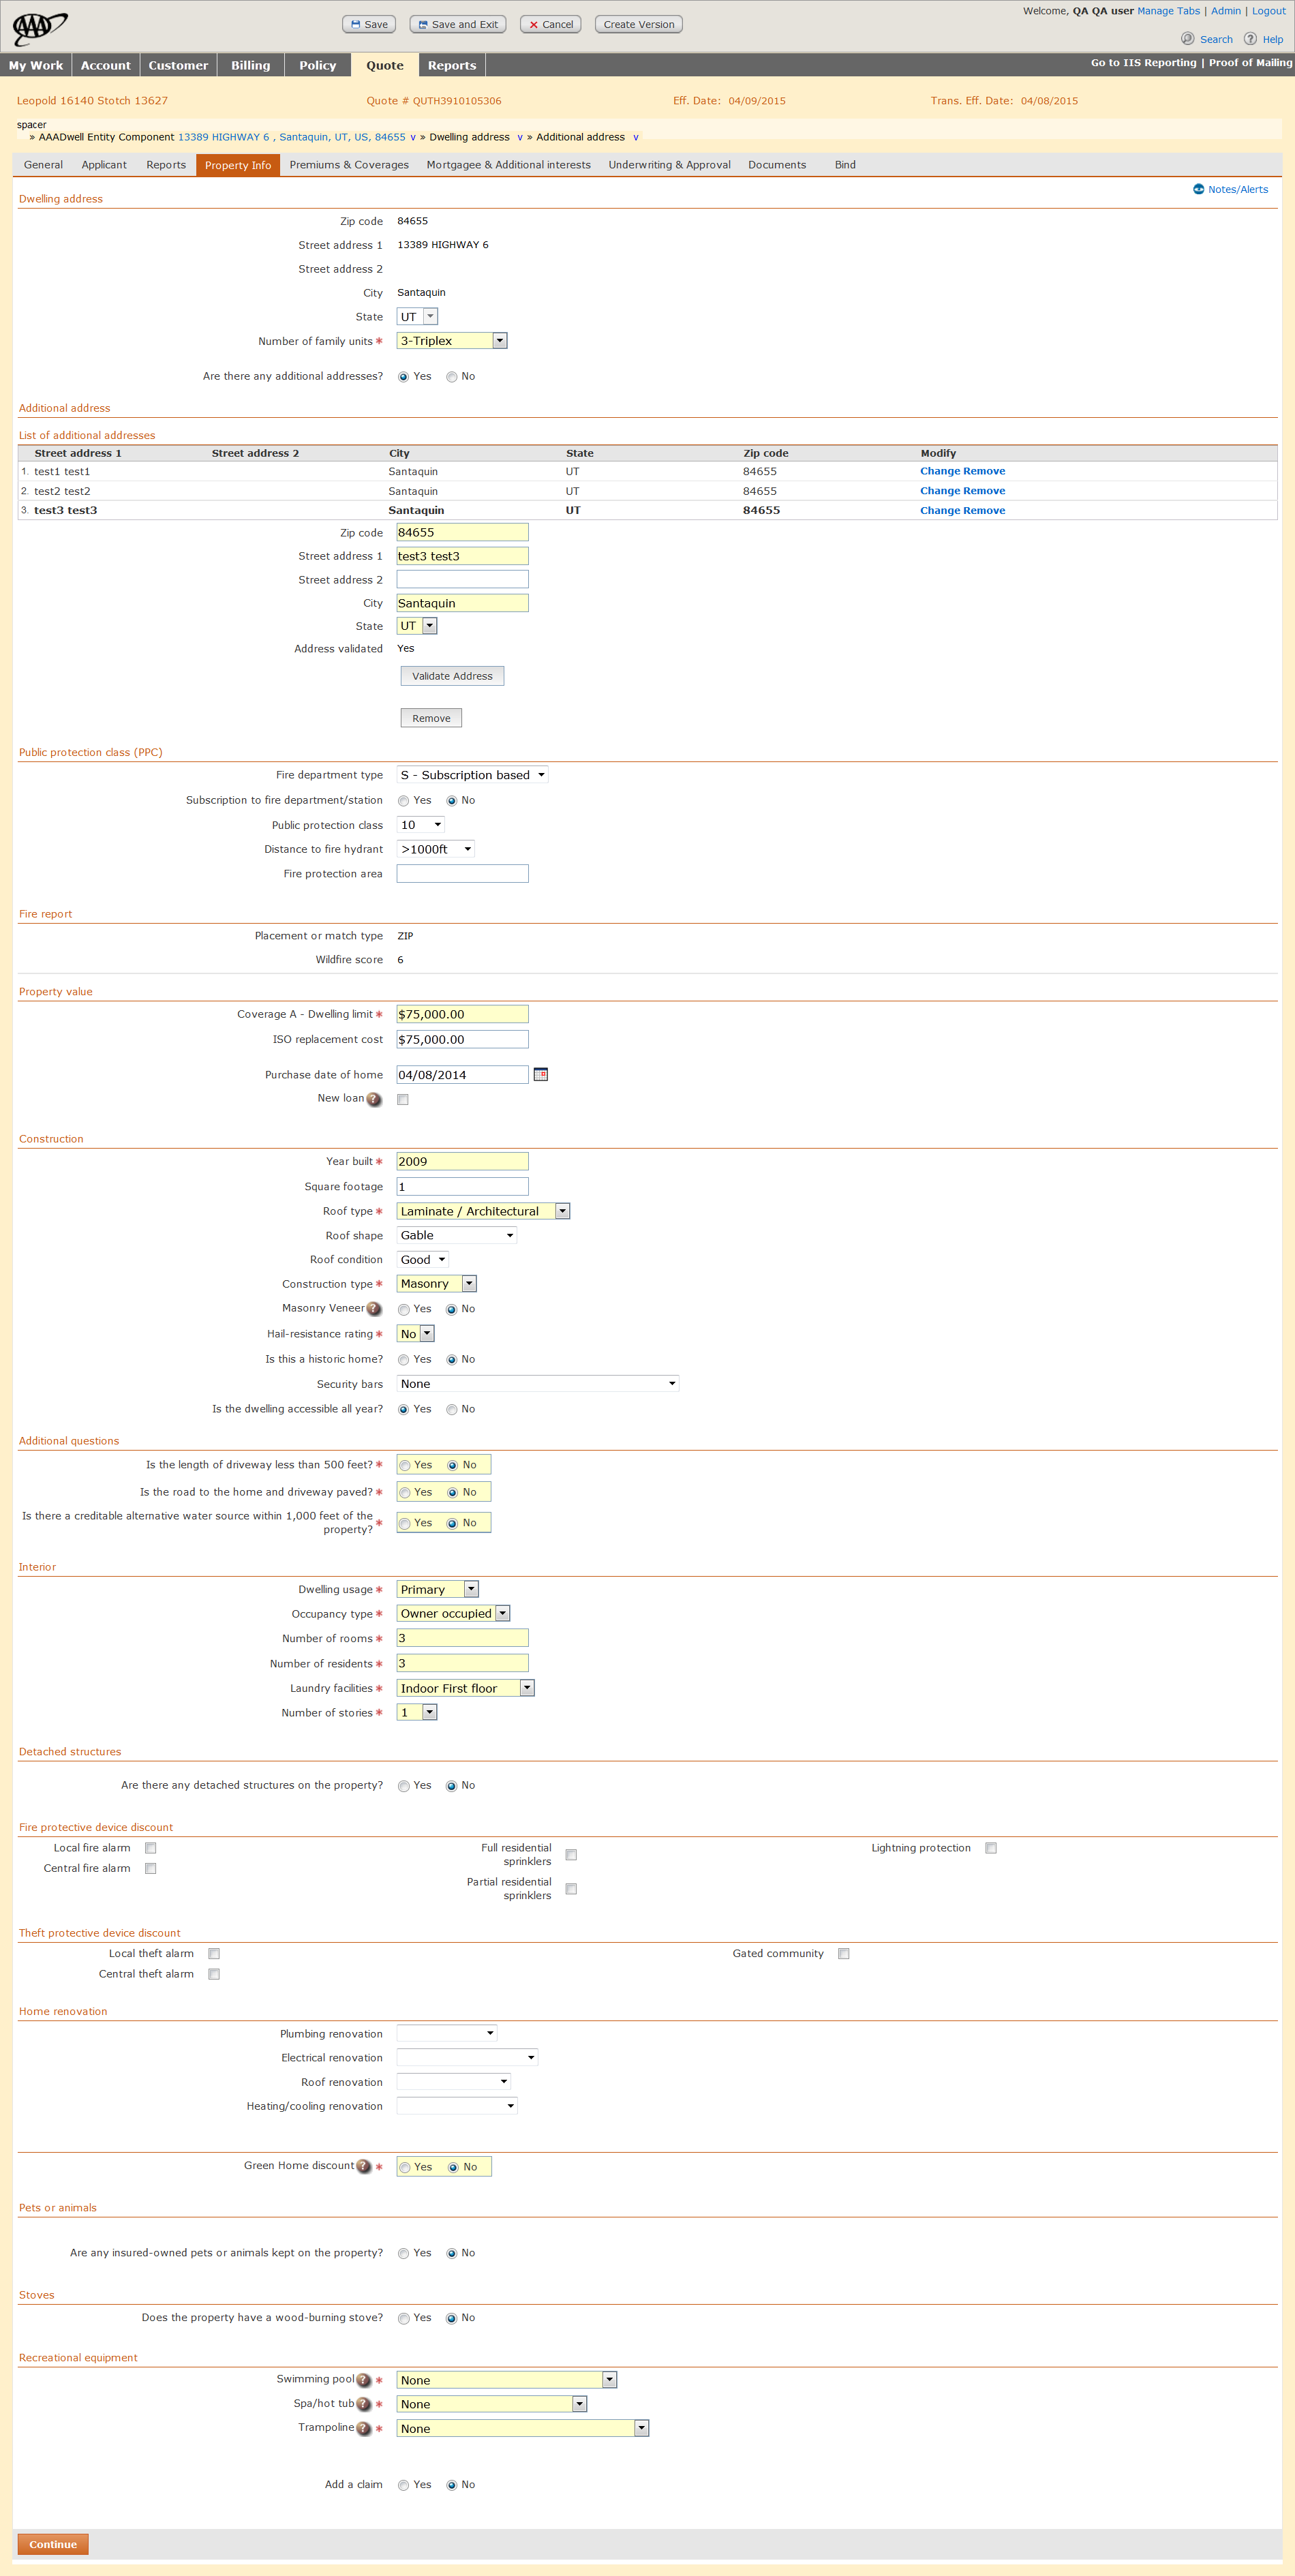 Welcome, QA QA user Manage Tabs | Admin | Logout
AAA
Save Save and Exit Cancel Create Version
Search Help
My Work Account Customer Billing Policy Quote Reports
Go to IIS Reporting | Proof of Mailing
Leopold 16140 Stotch 13627 Quote # QUTH3910105306 Eff. Date: 04/09/2015 Trans. Eff. Date: 04/08/2015
spacer
» AAADwell Entity Component 13389 HIGHWAY 6 , Santaquin, UT, US, 84655 v » Dwelling address v » Additional address v
General Applicant Reports Property Info Premiums & Coverages Mortgagee & Additional interests Underwriting & Approval Documents Bind
Notes/Alerts
Dwelling address
Zip code 84655
Street address 1 13389 HIGHWAY 6
Street address 2
City Santaquin
State UT
Number of family units * 3-Triplex
Are there any additional addresses? Yes No
Additional address
List of additional addresses
Street address 1 Street address 2 City State Zip code Modify
1. test1 test1 Santaquin UT 84655 Change Remove
2. test2 test2 Santaquin UT 84655 Change Remove
3. test3 test3 Santaquin UT 84655 Change Remove
Zip code 84655
Street address 1 test3 test3
Street address 2
City Santaquin
State UT
Address validated Yes
Validate Address
Remove
Public protection class (PPC)
Fire department type S - Subscription based
Subscription to fire department/station Yes No
Public protection class 10
Distance to fire hydrant >1000ft
Fire protection area
Fire report
Placement or match type ZIP
Wildfire score 6
Property value
Coverage A - Dwelling limit * $75,000.00
ISO replacement cost $75,000.00
Purchase date of home 04/08/2014
New loan ?
Construction
Year built * 2009
Square footage 1
Roof type * Laminate / Architectural
Roof shape Gable
Roof condition Good
Construction type * Masonry
Masonry Veneer ? Yes No
Hail-resistance rating * No
Is this a historic home? Yes No
Security bars None
Is the dwelling accessible all year? Yes No
Additional questions
Is the length of driveway less than 500 feet? * Yes No
Is the road to the home and driveway paved? * Yes No
Is there a creditable alternative water source within 1,000 feet of the
property? * Yes No
Interior
Dwelling usage * Primary
Occupancy type * Owner occupied
Number of rooms * 3
Number of residents * 3
Laundry facilities * Indoor First floor
Number of stories * 1
Detached structures
Are there any detached structures on the property? Yes No
Fire protective device discount
Local fire alarm Full residential sprinklers Lightning protection
Central fire alarm Partial residential sprinklers
Theft protective device discount
Local theft alarm Gated community
Central theft alarm
Home renovation
Plumbing renovation
Electrical renovation
Roof renovation
Heating/cooling renovation
Green Home discount ? * Yes No
Pets or animals
Are any insured-owned pets or animals kept on the property? Yes No
Stoves
Does the property have a wood-burning stove? Yes No
Recreational equipment
Swimming pool ? * None
Spa/hot tub ? * None
Trampoline ? * None
Add a claim Yes No
Continue